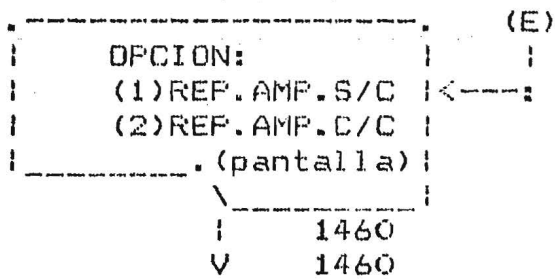 (E)
OPCION:
(1)REP.AMP.S/C
(2)REP.AMP.C/C
.(pantalla)
1460
V 1460